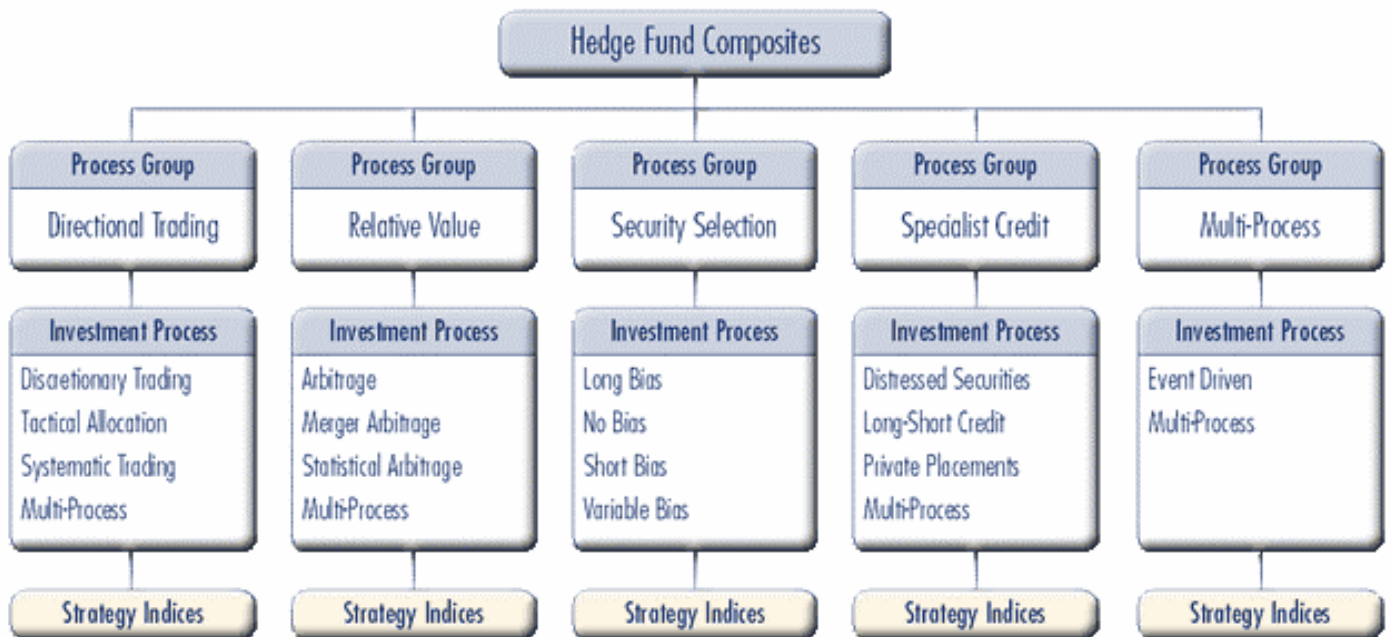 Hedge Fund Composites
Process Group
Directional Trading
Process Group
Relative Value
Process Group
Security Selection
Process Group
Specialist Credit
Process Group
Multi-Process
Investment Process
Discretionary Trading
Tactical Allocation
Systematic Trading
Multi-Process
Investment Process
Arbitrage
Merger Arbitrage
Statistical Arbitrage
Multi-Process
Investment Process
Long Bias
No Bias
Short Bias
Variable Bias
Investment Process
Distressed Securities
Long-Short Credit
Private Placements
Multi-Process
Investment Process
Event Driven
Multi-Process
Strategy Indices
Strategy Indices
Strategy Indices
Strategy Indices
Strategy Indices